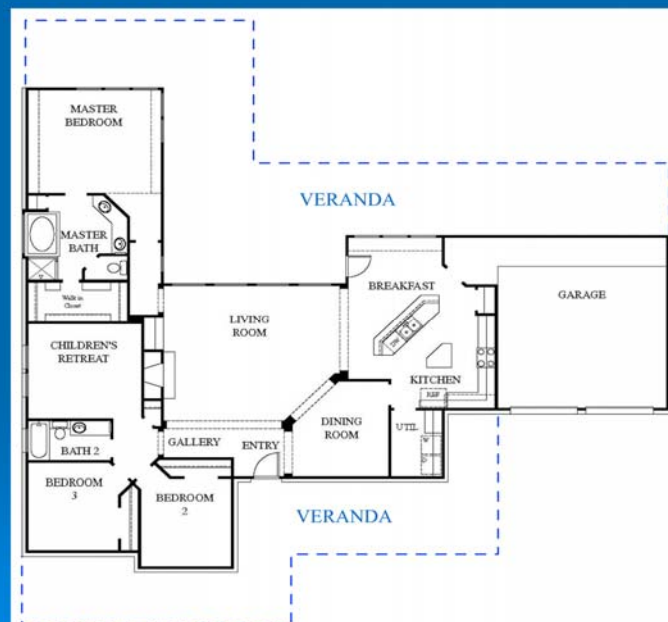 MASTER
BEDROOM
VERANDA
MASTER
BATH
BREAKFAST
Walk in
Closet
GARAGE
LIVING
ROOM
CHILDREN'S
RETREAT
DW
KITCHEN
REF
GALLERY
ENTRY
DINING
ROOM
UTIL
BATH 2
W
D
BEDROOM
3
BEDROOM
2
VERANDA